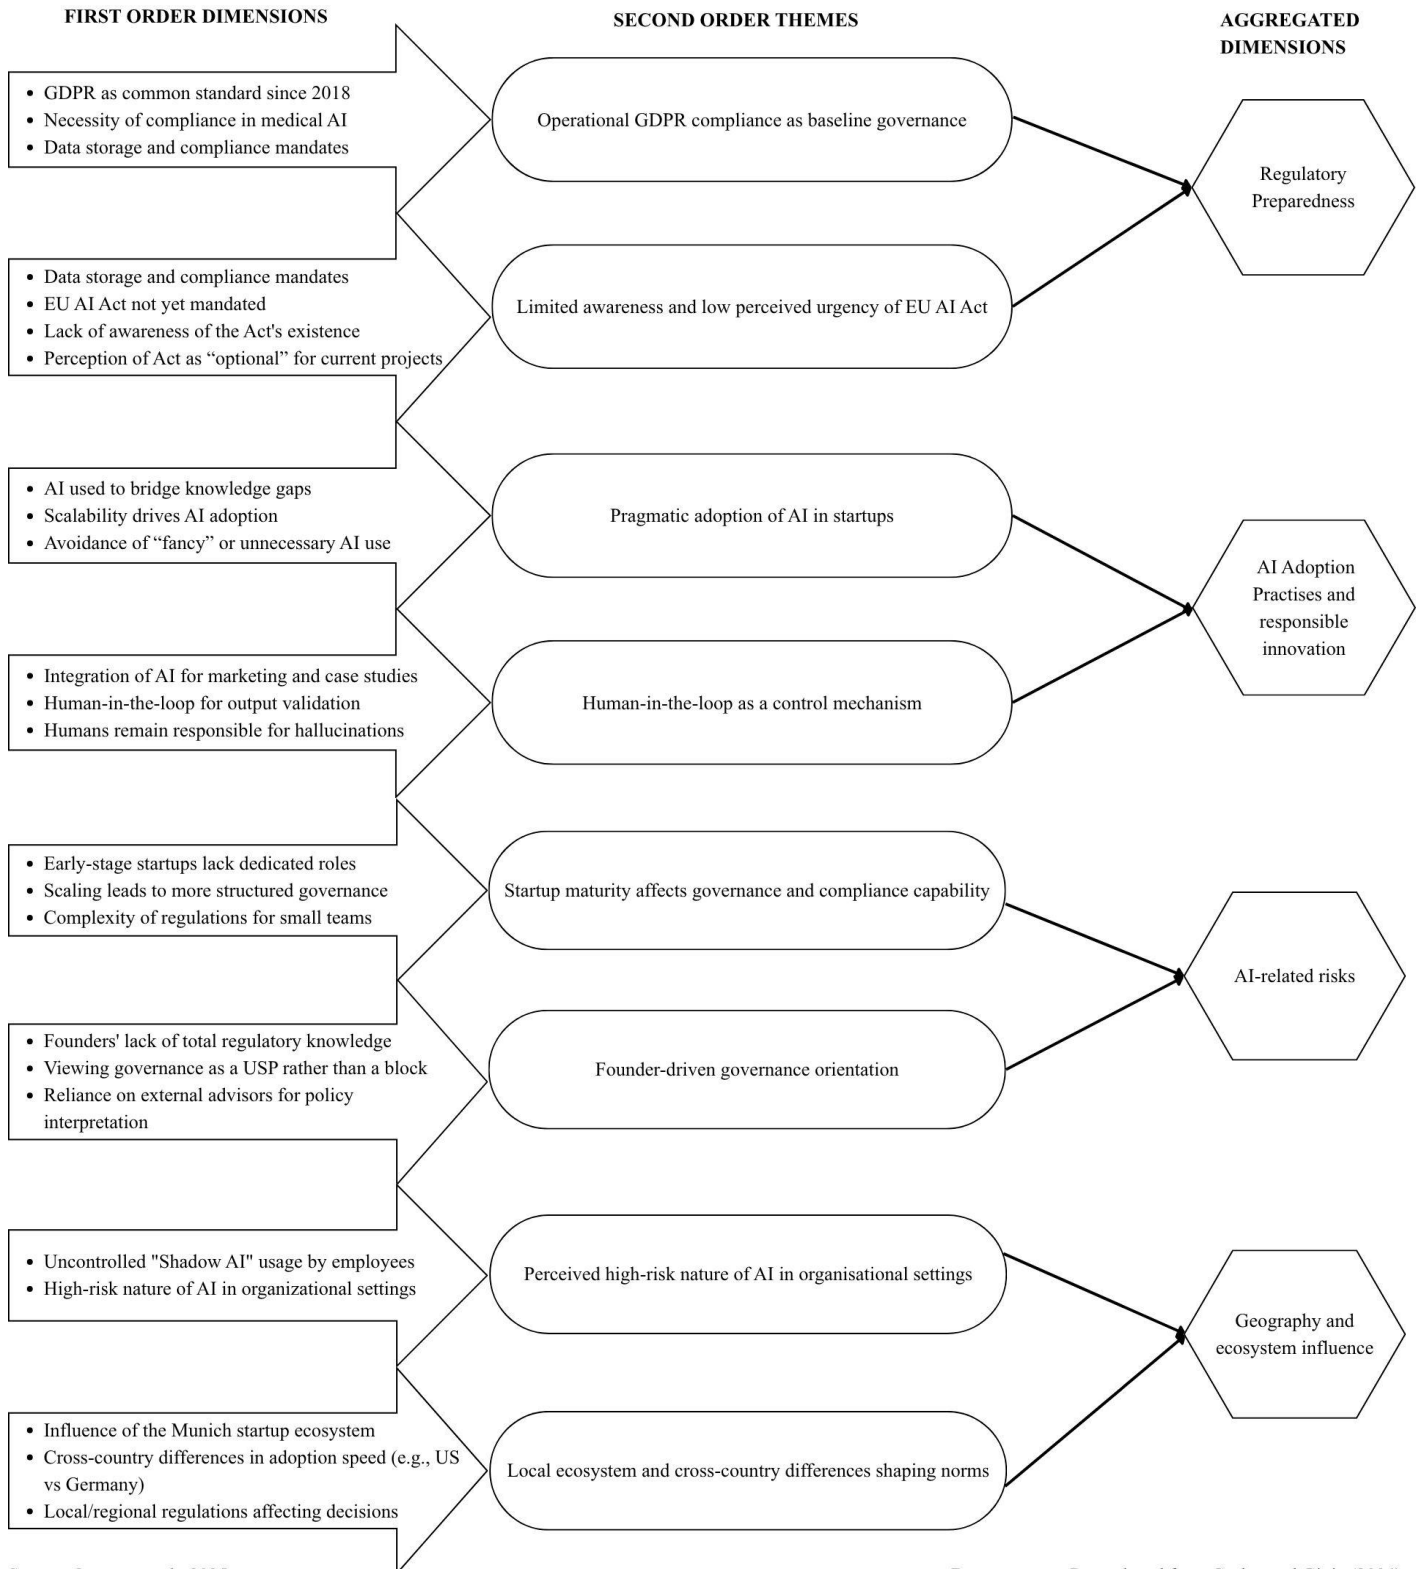 FIRST ORDER DIMENSIONS
SECOND ORDER THEMES
AGGREGATED
DIMENSIONS
• GDPR as common standard since 2018
• Necessity of compliance in medical AI
• Data storage and compliance mandates
Operational GDPR compliance as baseline governance
Regulatory
Preparedness
• Data storage and compliance mandates
• EU AI Act not yet mandated
• Lack of awareness of the Act's existence
• Perception of Act as “optional” for current projects
Limited awareness and low perceived urgency of EU AI Act
• AI used to bridge knowledge gaps
• Scalability drives AI adoption
• Avoidance of “fancy” or unnecessary AI use
Pragmatic adoption of AI in startups
AI Adoption
Practises and
responsible
innovation
• Integration of AI for marketing and case studies
• Human-in-the-loop for output validation
• Humans remain responsible for hallucinations
Human-in-the-loop as a control mechanism
• Early-stage startups lack dedicated roles
• Scaling leads to more structured governance
• Complexity of regulations for small teams
Startup maturity affects governance and compliance capability
AI-related risks
• Founders' lack of total regulatory knowledge
• Viewing governance as a USP rather than a block
• Reliance on external advisors for policy
interpretation
Founder-driven governance orientation
• Uncontrolled "Shadow AI" usage by employees
• High-risk nature of AI in organizational settings
Perceived high-risk nature of AI in organisational settings
Geography and
ecosystem influence
• Influence of the Munich startup ecosystem
• Cross-country differences in adoption speed (e.g., US
vs Germany)
• Local/regional regulations affecting decisions
Local ecosystem and cross-country differences shaping norms